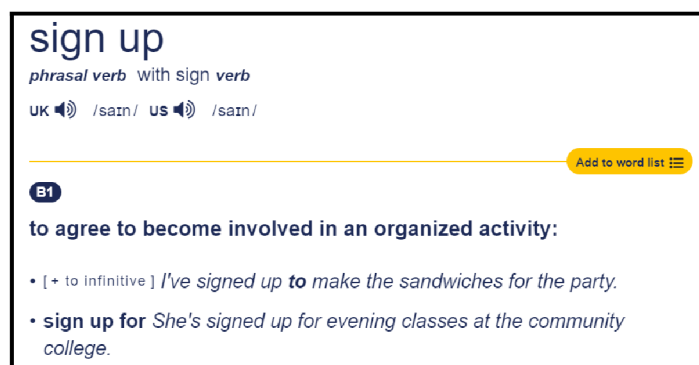 sign up
phrasal verb with sign verb
UK /saɪn/ US /saɪn/
Add to word list
B1
to agree to become involved in an organized activity:
• [ + to infinitive ] I've signed up to make the sandwiches for the party.
• sign up for She's signed up for evening classes at the community
college.